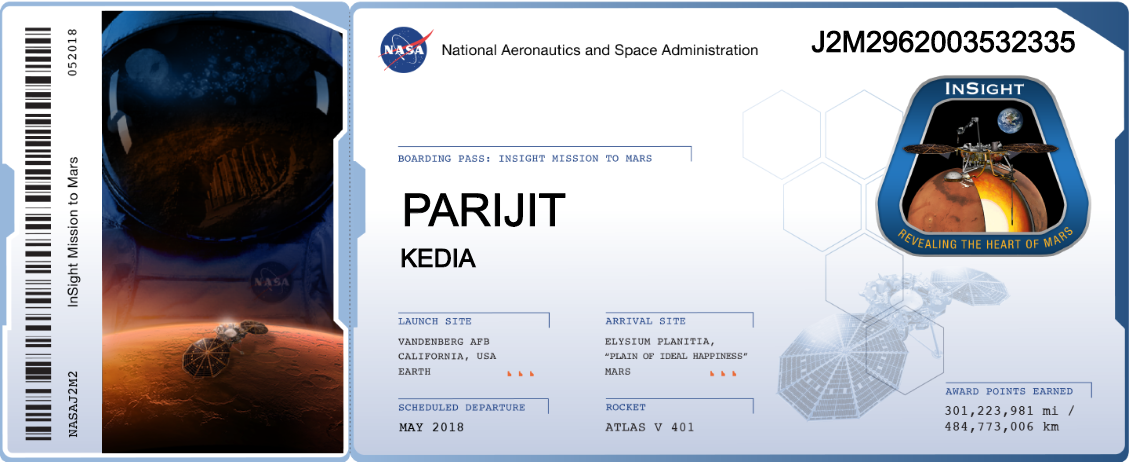 052018
InSight Mission to Mars
NASAJ2M2
NASA
NASA
National Aeronautics and Space Administration
J2M2962003532335
INSIGHT
REVEALING THE HEART OF MARS
BOARDING PASS: INSIGHT MISSION TO MARS
PARIJIT
KEDIA
LAUNCH SITE
VANDENBERG AFB
CALIFORNIA, USA
EARTH
ARRIVAL SITE
ELYSIUM PLANITIA,
“PLAIN OF IDEAL HAPPINESS”
MARS
SCHEDULED DEPARTURE
MAY 2018
ROCKET
ATLAS V 401
AWARD POINTS EARNED
301,223,981 mi /
484,773,006 km